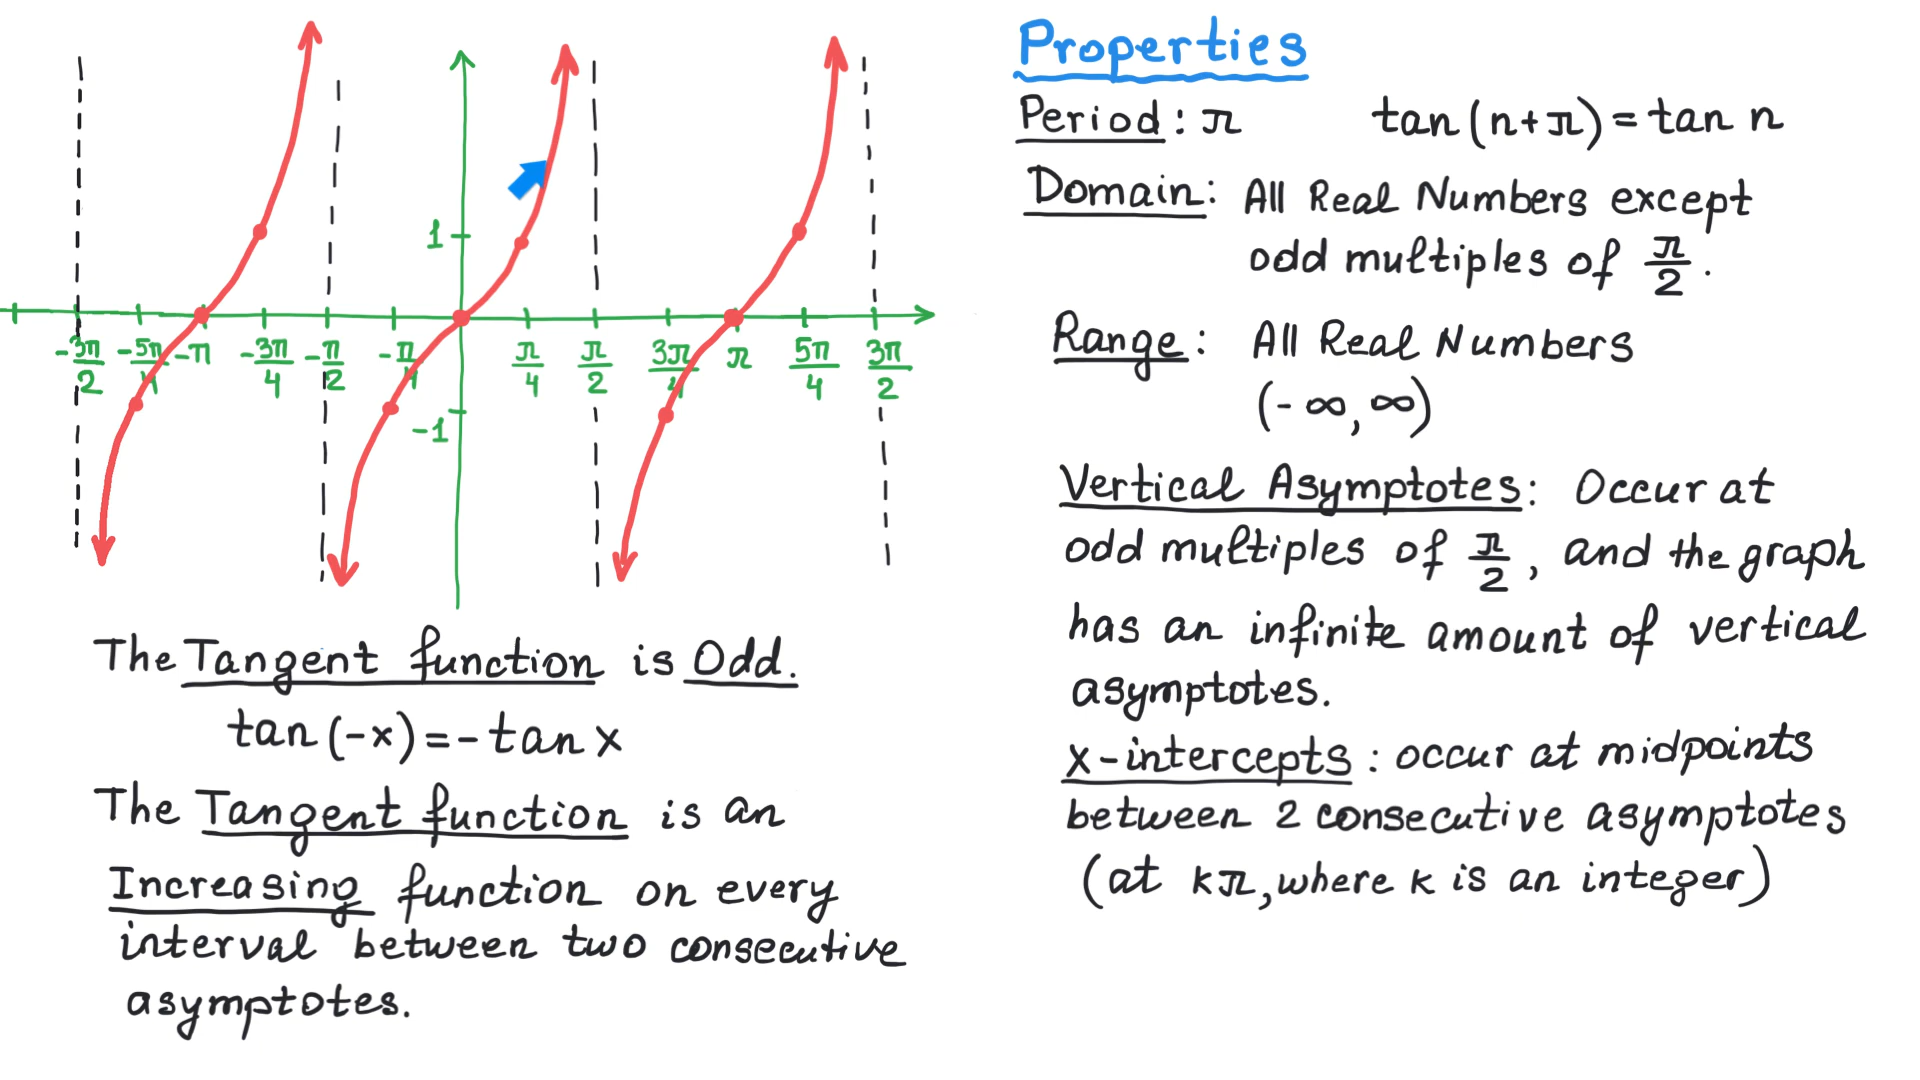 1
-3π/2 -5π/4 -π -3π/4 -π/2 -π/4 π/4 π/2 3π/4 π 5π/4 3π/2
-1
The Tangent function is Odd.
tan(-x)=-tan x
The Tangent function is an
Increasing function on every
interval between two consecutive
asymptotes.
Properties
Period: π tan(n+π)=tan n
Domain: All Real Numbers except
odd multiples of π/2.
Range: All Real Numbers
(-∞,∞)
Vertical Asymptotes: Occur at
odd multiples of π/2, and the graph
has an infinite amount of vertical
asymptotes.
x-intercepts: occur at midpoints
between 2 consecutive asymptotes
(at kπ, where k is an integer)